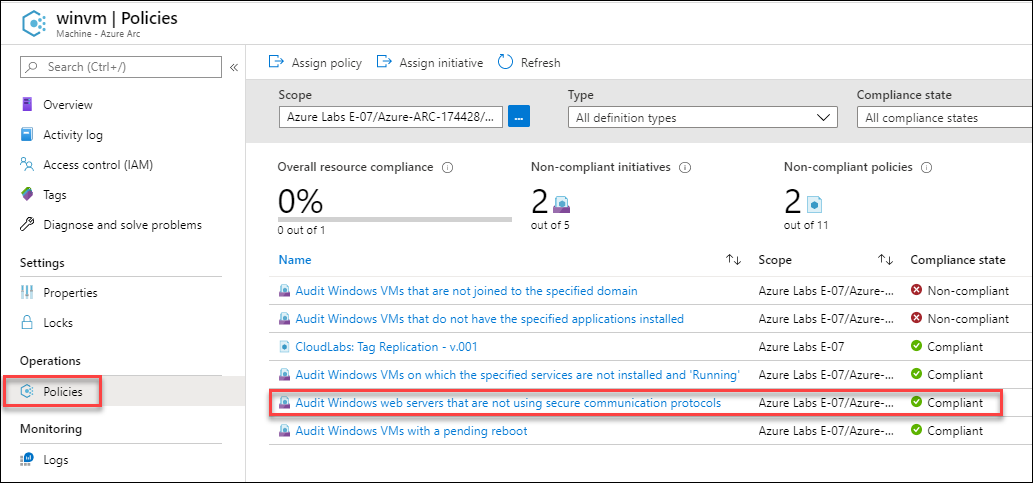 winvm | Policies
Machine - Azure Arc
Search (Ctrl+/)
«
Overview
Activity log
Access control (IAM)
Tags
Diagnose and solve problems
Settings
Properties
Locks
Operations
Policies
Monitoring
Logs
Assign policy Assign initiative Refresh
Scope Type Compliance state
Azure Labs E-07/Azure-ARC-174428/... ... All definition types All compliance states
Overall resource compliance Non-compliant initiatives Non-compliant policies
0% 2 2
0 out of 1 out of 5 out of 11
Name Scope Compliance state
Audit Windows VMs that are not joined to the specified domain Azure Labs E-07/Azure-... Non-compliant
Audit Windows VMs that do not have the specified applications installed Azure Labs E-07/Azure-... Non-compliant
CloudLabs: Tag Replication - v.001 Azure Labs E-07 Compliant
Audit Windows VMs on which the specified services are not installed and 'Running' Azure Labs E-07/Azure-... Compliant
Audit Windows web servers that are not using secure communication protocols Azure Labs E-07/Azure-... Compliant
Audit Windows VMs with a pending reboot Azure Labs E-07/Azure-... Compliant